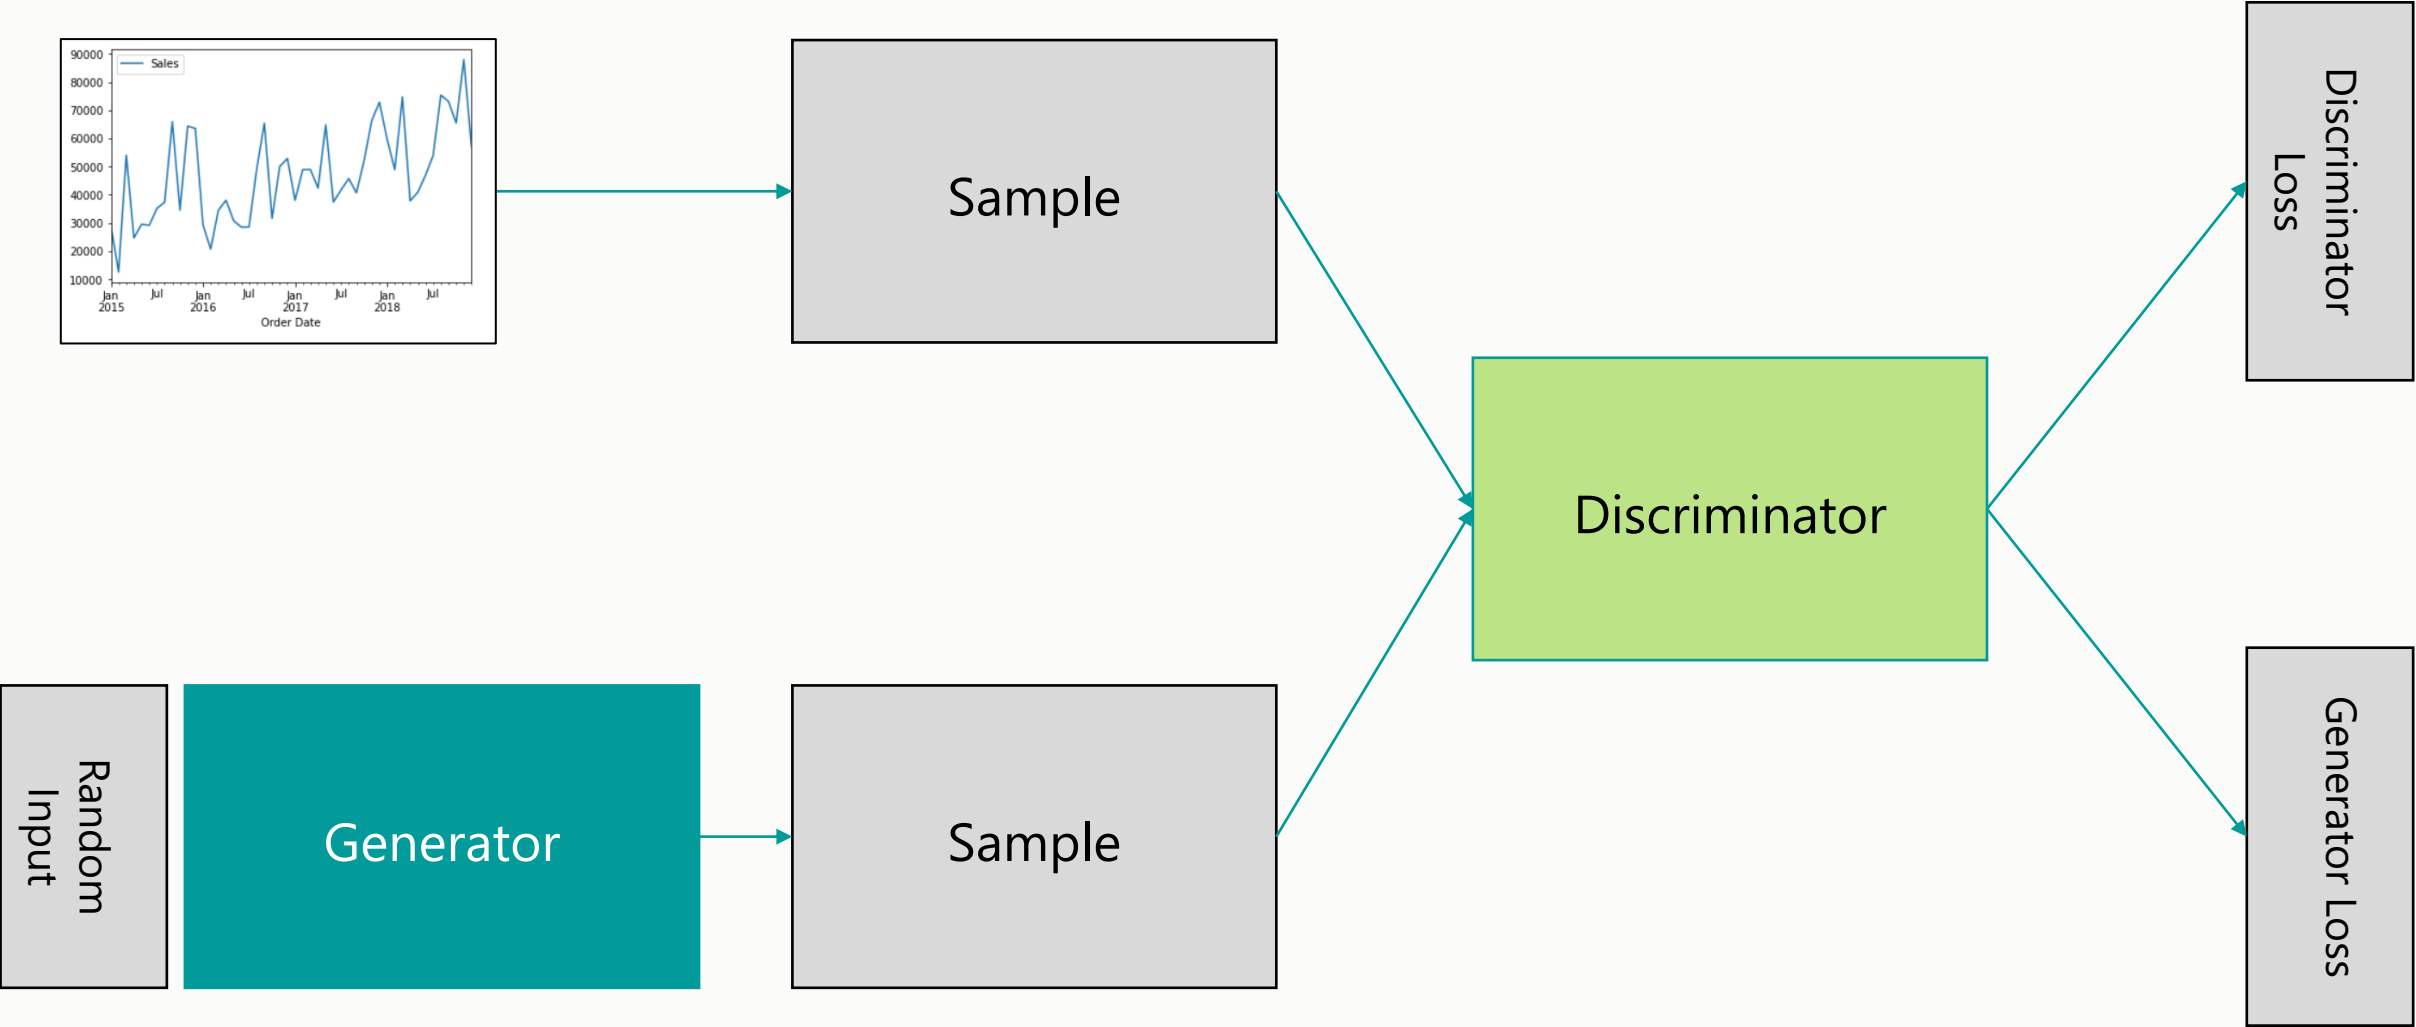 90000
Sales
80000
70000
60000
50000
40000
30000
20000
10000
Jan Jul Jan Jul Jan Jul Jan Jul
2015 2016 2017 2018
Order Date
Sample
Discriminator
Loss
Discriminator
Random
Input
Generator
Sample
Generator Loss